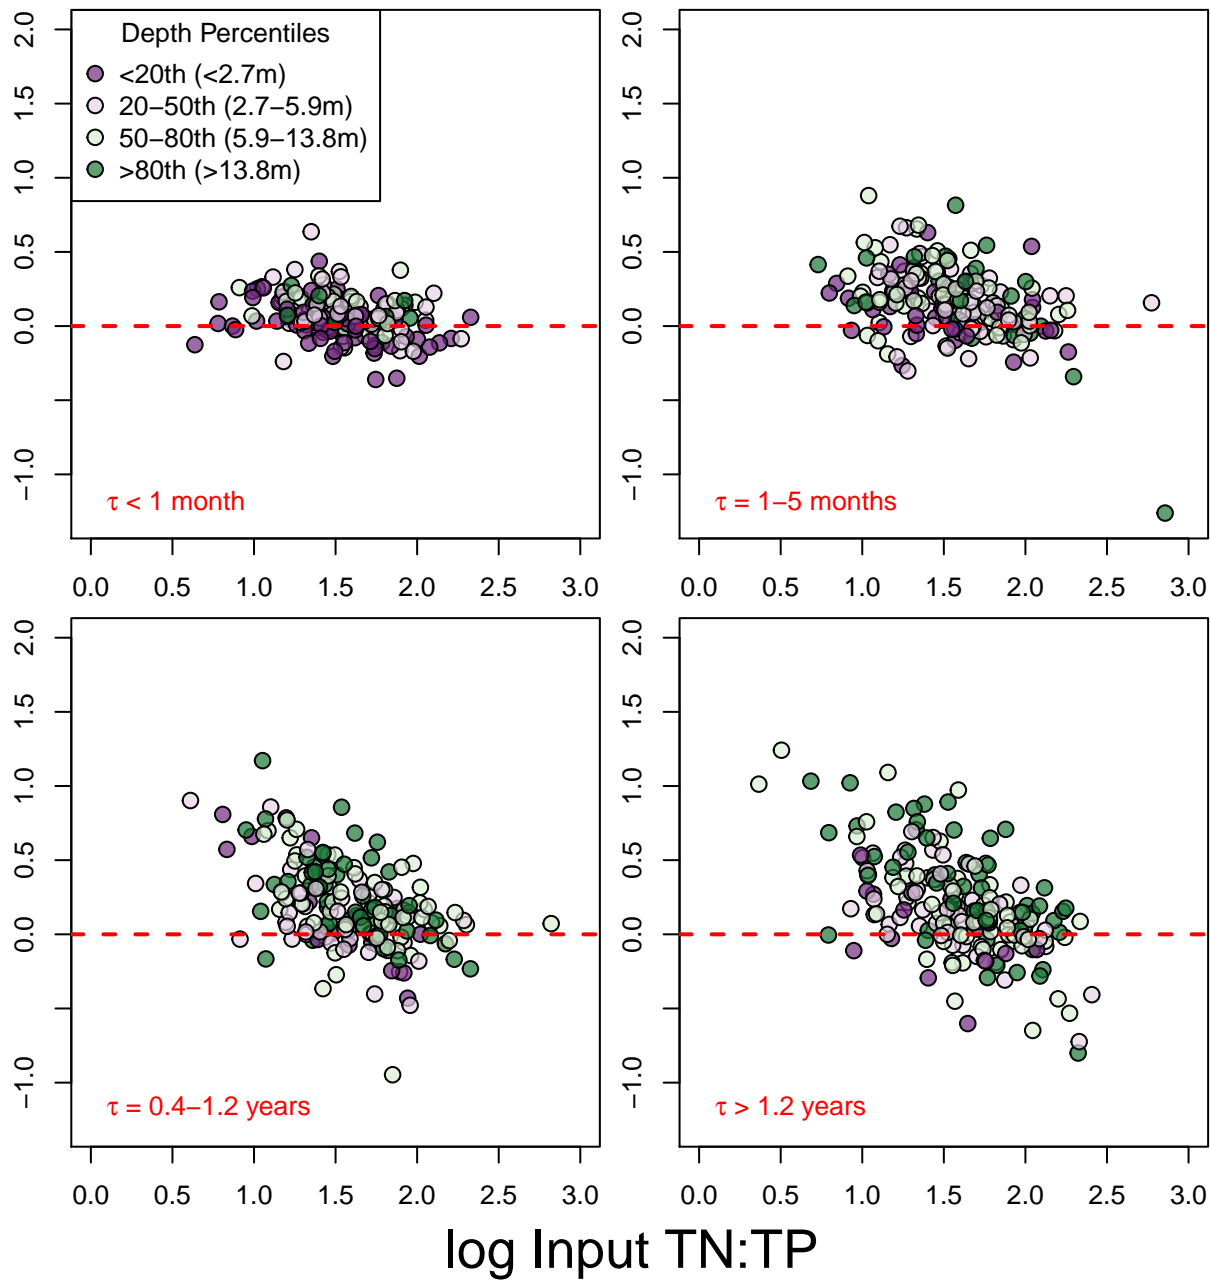 Depth Percentiles
<20th (<2.7m)
20−50th (2.7−5.9m)
50−80th (5.9−13.8m)
>80th (>13.8m)
2.0
1.5
1.0
0.5
0.0
−1.0
τ < 1 month
0.0 0.5 1.0 1.5 2.0 2.5 3.0
2.0
1.5
1.0
0.5
0.0
−1.0
τ = 1−5 months
0.0 0.5 1.0 1.5 2.0 2.5 3.0
2.0
1.5
1.0
0.5
0.0
−1.0
τ = 0.4−1.2 years
0.0 0.5 1.0 1.5 2.0 2.5 3.0
2.0
1.5
1.0
0.5
0.0
−1.0
τ > 1.2 years
0.0 0.5 1.0 1.5 2.0 2.5 3.0
log Input TN:TP